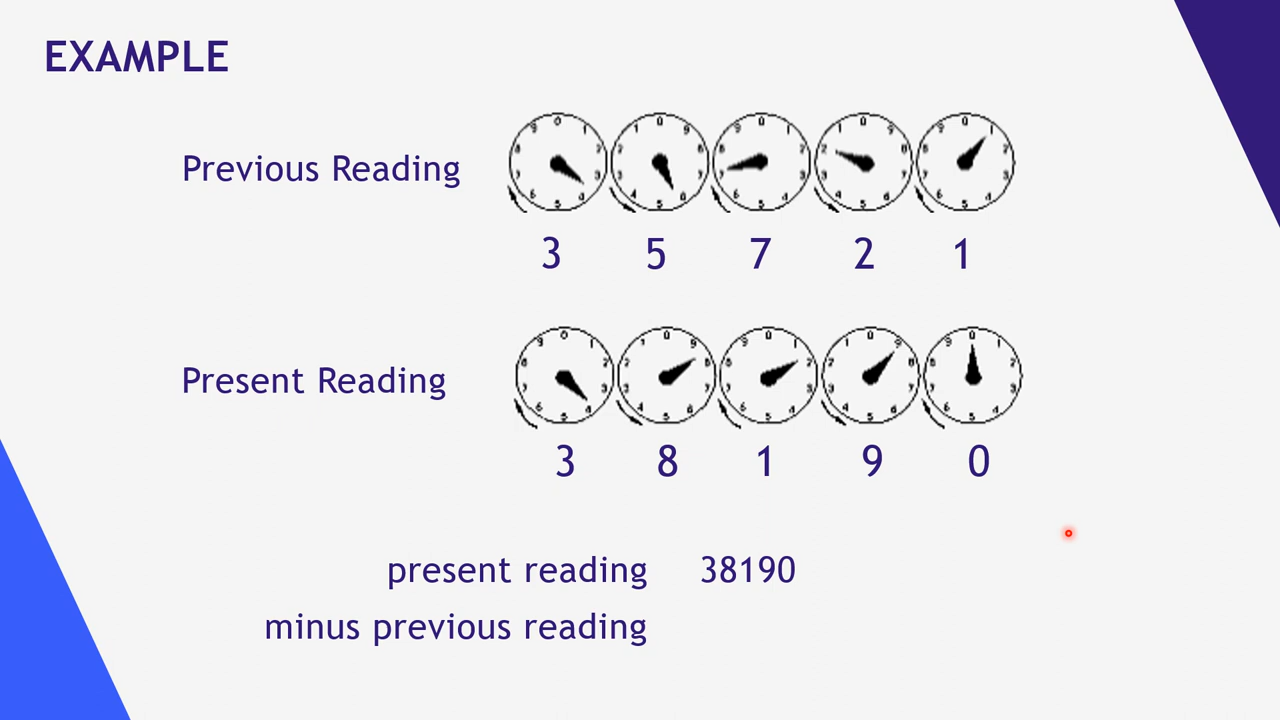 EXAMPLE
Previous Reading
3 5 7 2 1
Present Reading
3 8 1 9 0
present reading 38190
minus previous reading